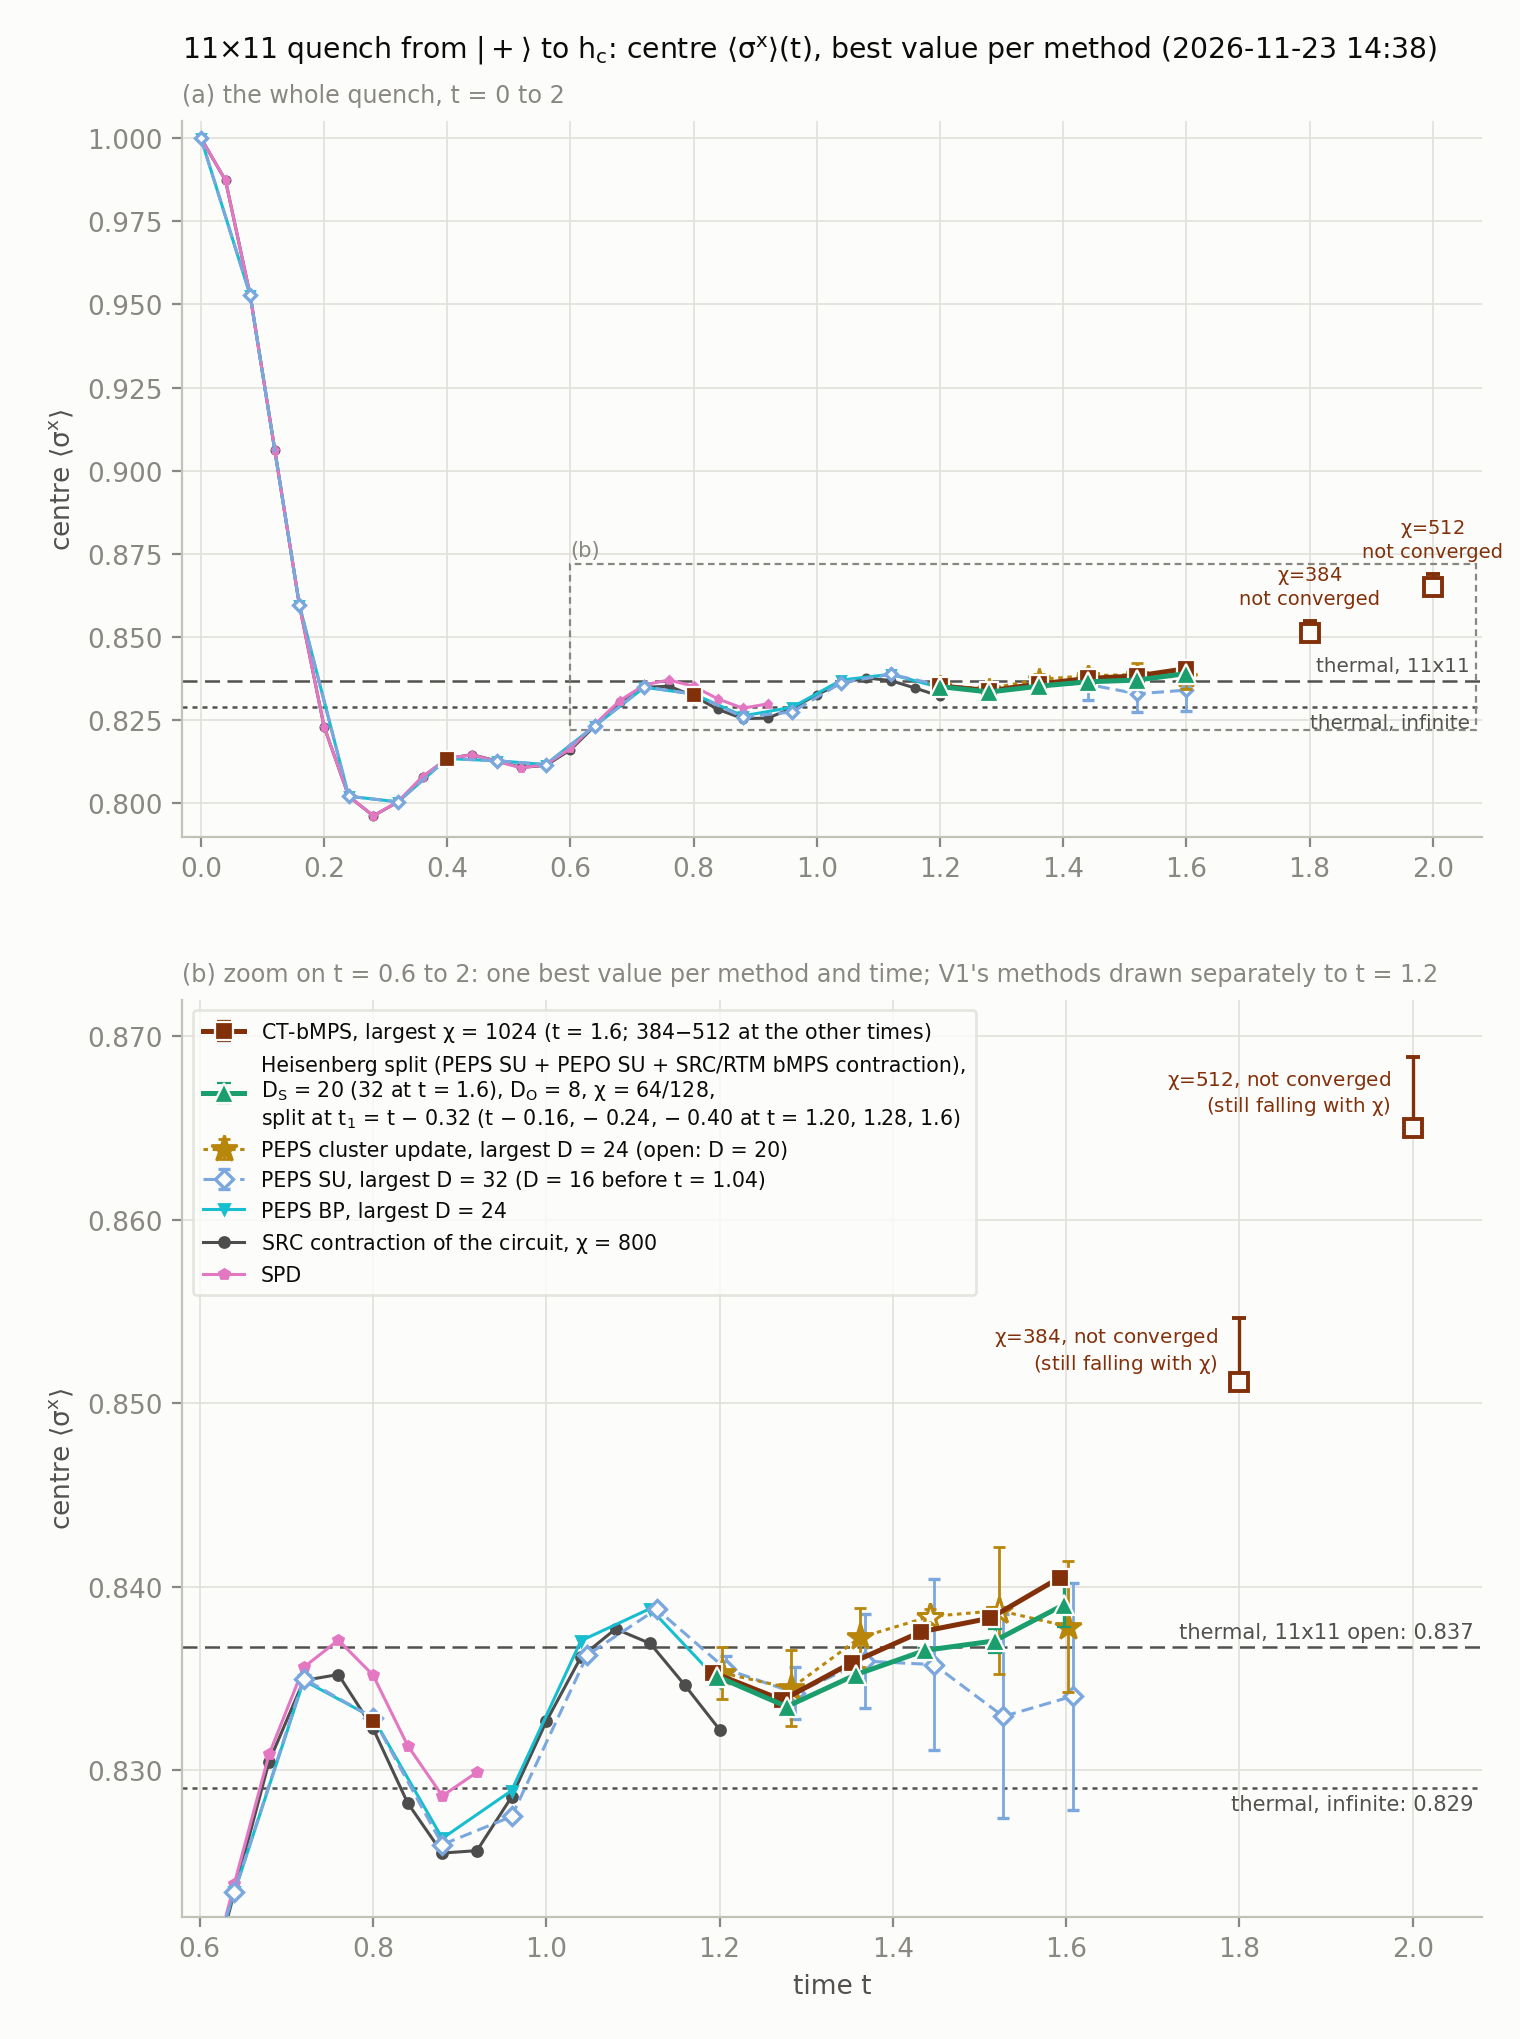 11×11 quench from |+⟩ to h_c: centre ⟨σ^x⟩(t), best value per method (2026-11-23 14:38)
(a) the whole quench, t = 0 to 2
1.000
0.975
0.950
0.925
0.900
0.875
0.850
0.825
0.800
centre ⟨σ^x⟩
(b)
χ=512
not converged
χ=384
not converged
thermal, 11x11
thermal, infinite
0.0 0.2 0.4 0.6 0.8 1.0 1.2 1.4 1.6 1.8 2.0
(b) zoom on t = 0.6 to 2: one best value per method and time; V1's methods drawn separately to t = 1.2
0.870
0.860
0.850
0.840
0.830
centre ⟨σ^x⟩
CT-bMPS, largest χ = 1024 (t = 1.6; 384−512 at the other times)
Heisenberg split (PEPS SU + PEPO SU + SRC/RTM bMPS contraction),
D_S = 20 (32 at t = 1.6), D_O = 8, χ = 64/128,
split at t_1 = t − 0.32 (t − 0.16, − 0.24, − 0.40 at t = 1.20, 1.28, 1.6)
PEPS cluster update, largest D = 24 (open: D = 20)
PEPS SU, largest D = 32 (D = 16 before t = 1.04)
PEPS BP, largest D = 24
SRC contraction of the circuit, χ = 800
SPD
χ=512, not converged
(still falling with χ)
χ=384, not converged
(still falling with χ)
thermal, 11x11 open: 0.837
thermal, infinite: 0.829
0.6 0.8 1.0 1.2 1.4 1.6 1.8 2.0
time t